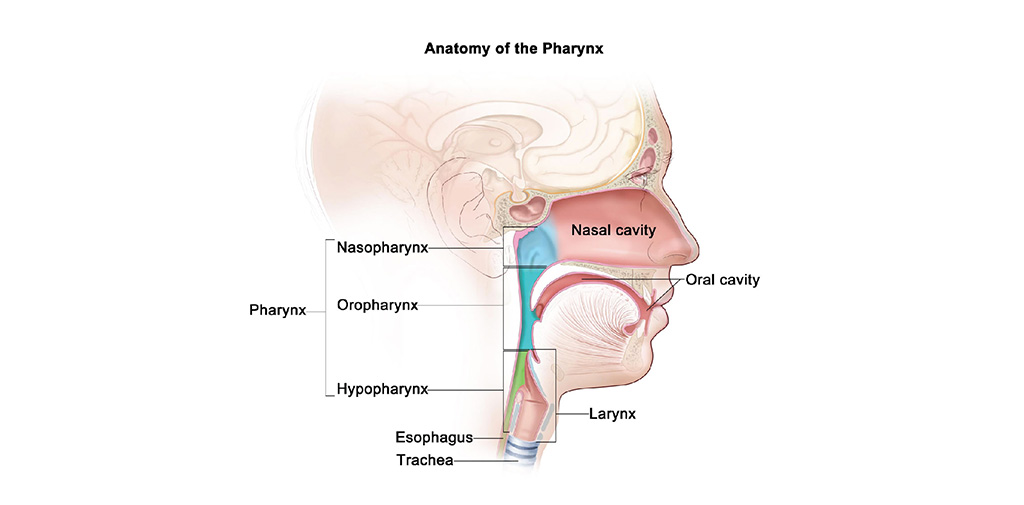 Anatomy of the Pharynx
Nasal cavity
Nasopharynx
Oral cavity
Oropharynx
Pharynx
Hypopharynx
Larynx
Esophagus
Trachea